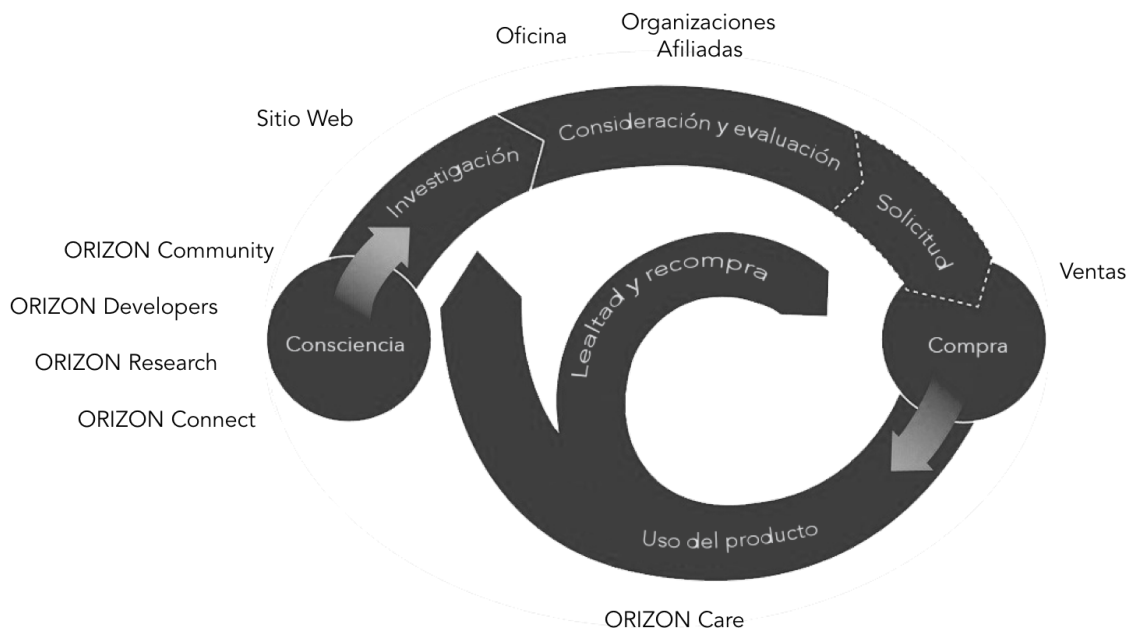 Oficina
Organizaciones
Afiliadas
Sitio Web
Consideración y evaluación
Investigación
Solicitud
ORIZON Community
Ventas
Lealtad y recompra
ORIZON Developers
Consciencia
Compra
ORIZON Research
ORIZON Connect
Uso del producto
ORIZON Care